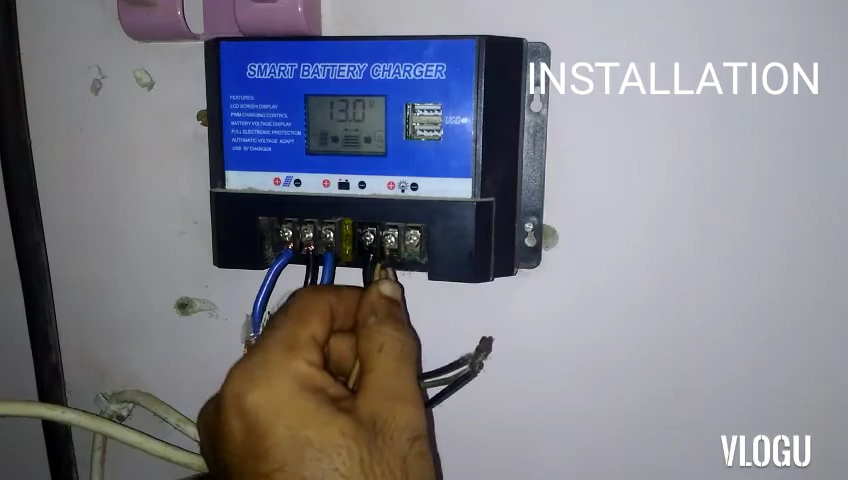 INSTALLATION
SMART BATTERY CHARGER
FEATURES:
LCD SCREEN DISPLAY
PWM CHARGING CONTROL
BATTERY VOLTAGE DISPLAY
FULL ELECTRONIC PROTECTION
AUTOMATIC VOLTAGE ADAPT
USB 5V CHARGER
13.0 V
USB
VLOGU